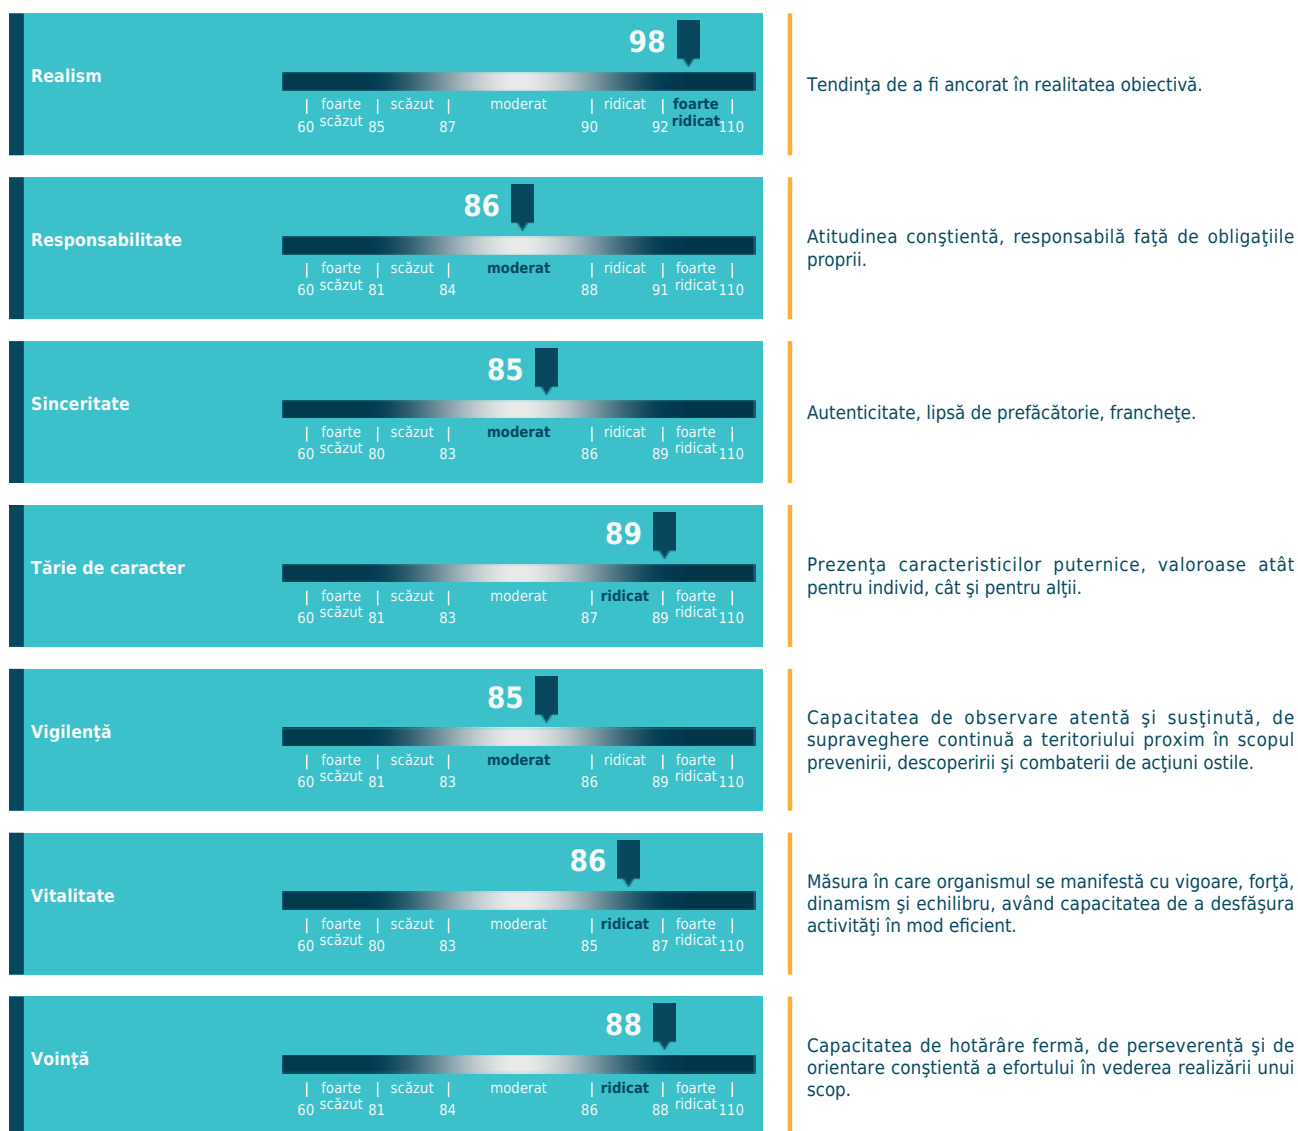 98
Realism
foarte scăzut moderat ridicat foarte
scăzut ridicat
60 85 87 90 92 110
Tendinţa de a fi ancorat în realitatea obiectivă.
86
Responsabilitate
foarte scăzut moderat ridicat foarte
scăzut ridicat
60 81 84 88 91 110
Atitudinea conştientă, responsabilă faţă de obligaţiile
proprii.
85
Sinceritate
foarte scăzut moderat ridicat foarte
scăzut ridicat
60 80 83 86 89 110
Autenticitate, lipsă de prefăcătorie, francheţe.
89
Tărie de caracter
foarte scăzut moderat ridicat foarte
scăzut ridicat
60 81 83 87 89 110
Prezenţa caracteristicilor puternice, valoroase atât
pentru individ, cât şi pentru alţii.
85
Vigilenţă
foarte scăzut moderat ridicat foarte
scăzut ridicat
60 81 83 86 89 110
Capacitatea de observare atentă şi susţinută, de
supraveghere continuă a teritoriului proxim în scopul
prevenirii, descoperirii şi combaterii de acţiuni ostile.
86
Vitalitate
foarte scăzut moderat ridicat foarte
scăzut ridicat
60 80 83 85 87 110
Măsura în care organismul se manifestă cu vigoare, forţă,
dinamism şi echilibru, având capacitatea de a desfăşura
activităţi în mod eficient.
88
Voinţă
foarte scăzut moderat ridicat foarte
scăzut ridicat
60 81 84 86 88 110
Capacitatea de hotărâre fermă, de perseverență şi de
orientare conştientă a efortului în vederea realizării unui
scop.